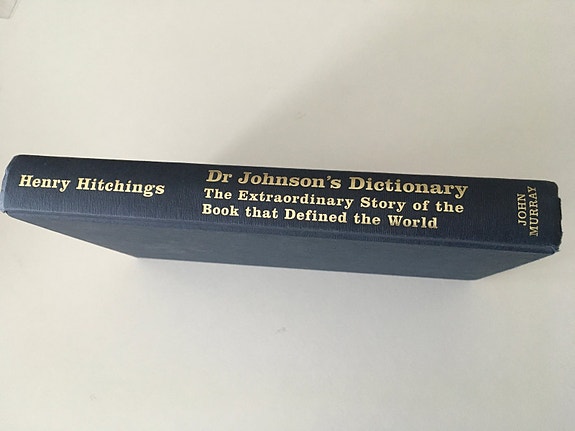 Henry Hitchings
Dr Johnson's Dictionary
The Extraordinary Story of the
Book that Defined the World
JOHN
MURRAY